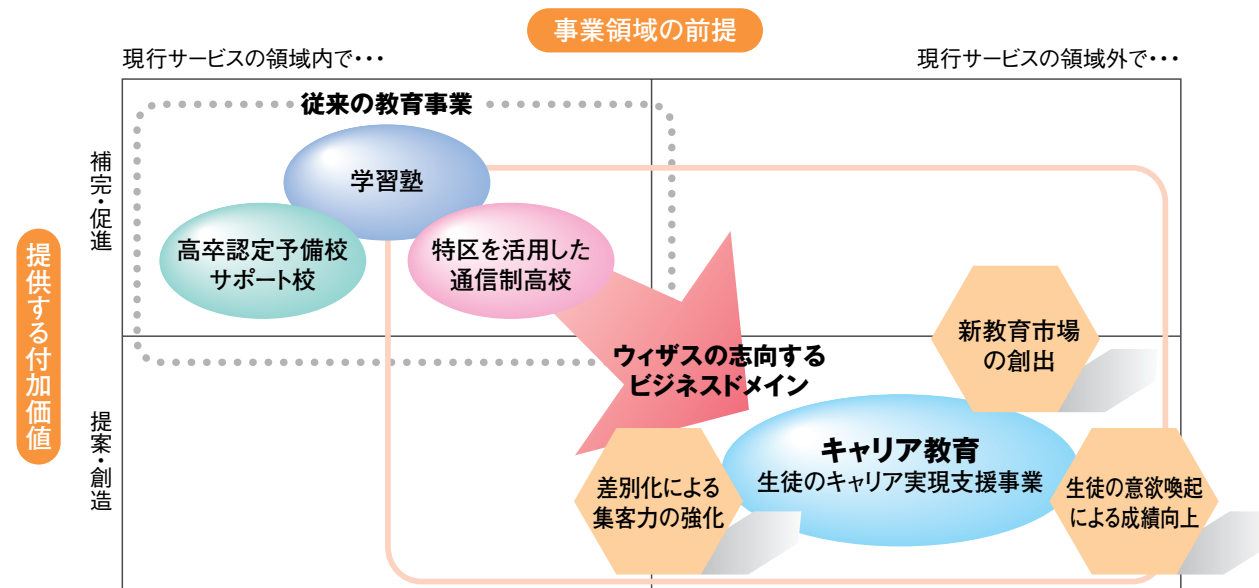 事業領域の前提
現行サービスの領域内で・・・
現行サービスの領域外で・・・
提供する付加価値
補完・促進
提案・創造
従来の教育事業
学習塾
高卒認定予備校
サポート校
特区を活用した
通信制高校
ウィザスの志向する
ビジネスドメイン
新教育市場
の創出
キャリア教育
生徒のキャリア実現支援事業
差別化による
集客力の強化
生徒の意欲喚起
による成績向上